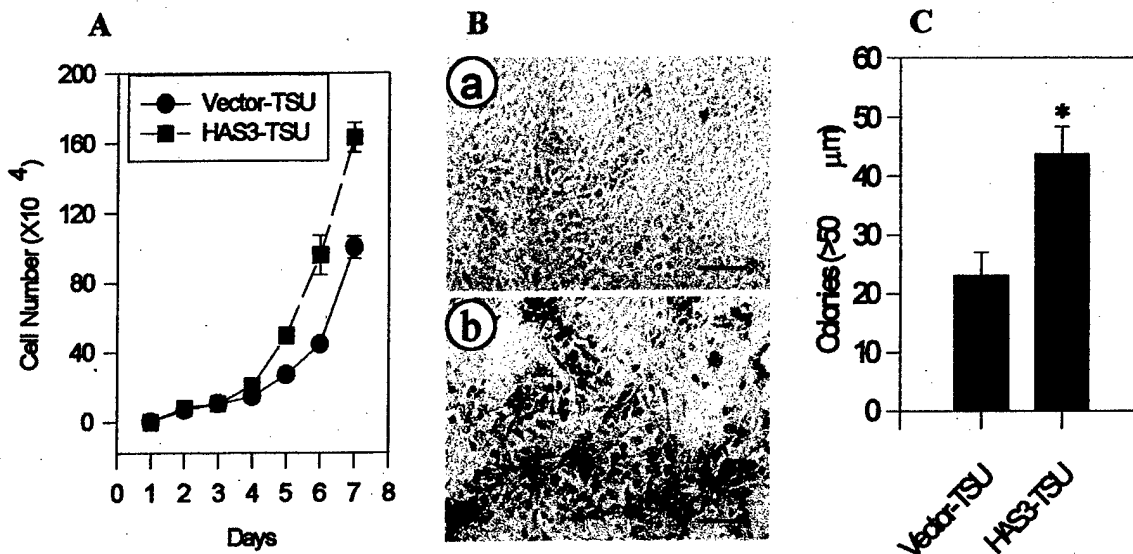 A
200
160
120
80
40
0
Cell Number (X10 4)
Vector-TSU
HAS3-TSU
0 1 2 3 4 5 6 7 8
Days
B
a
b
C
60
50
40
30
20
10
0
Colonies (>50 μm)
*
Vector-TSU
HAS3-TSU